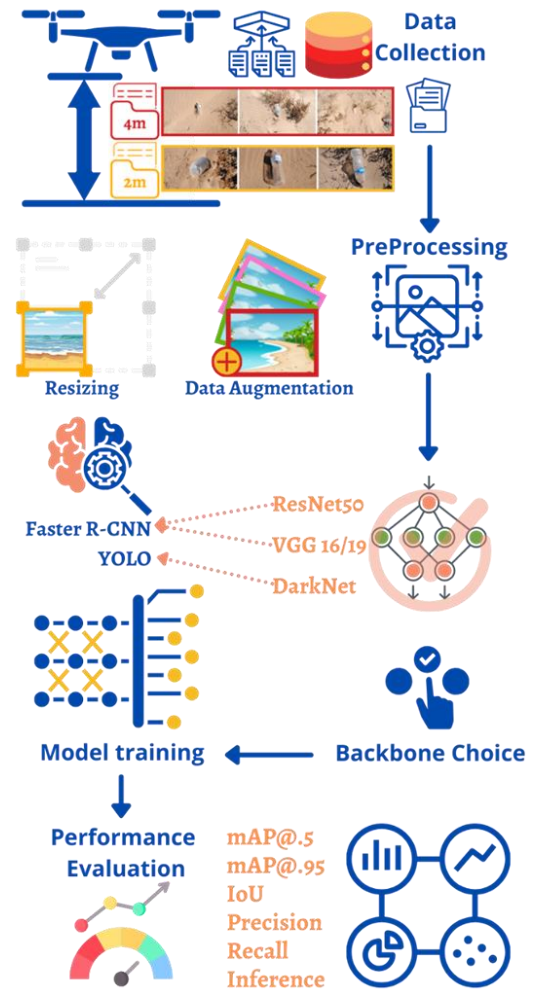 Data
Collection
4m
2m
PreProcessing
Resizing
Data Augmentation
ResNet50
Faster R-CNN
VGG 16/19
YOLO
DarkNet
Model training
Backbone Choice
Performance
Evaluation
mAP@.5
mAP@.95
IoU
Precision
Recall
Inference